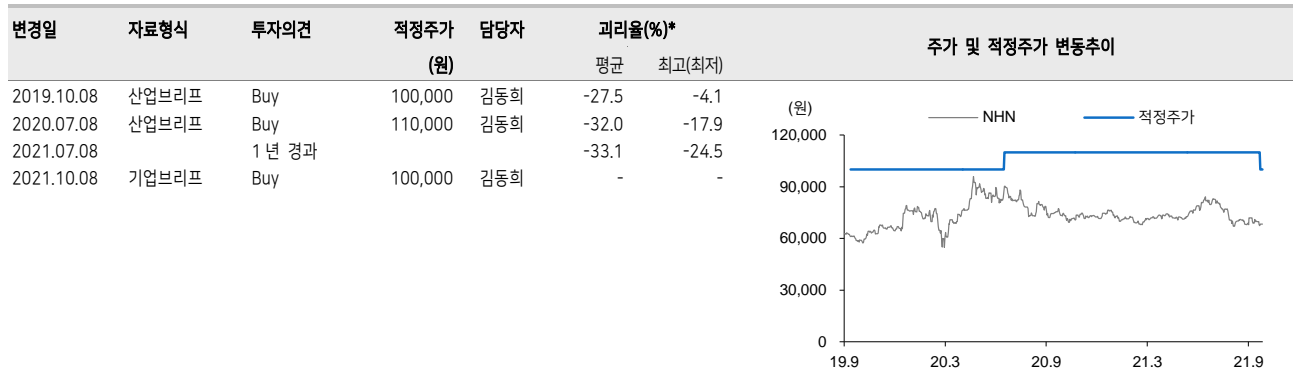 변경일 자료형식 투자의견 적정주가 담당자 괴리율(%)* 주가 및 적정주가 변동추이
(원) 평균 최고(최저)
2019.10.08 산업브리프 Buy 100,000 김동희 -27.5 -4.1
2020.07.08 산업브리프 Buy 110,000 김동희 -32.0 -17.9
2021.07.08 1년 경과 -33.1 -24.5
2021.10.08 기업브리프 Buy 100,000 김동희 - -
(원) NHN 적정주가
120,000
90,000
60,000
30,000
0
19.9 20.3 20.9 21.3 21.9